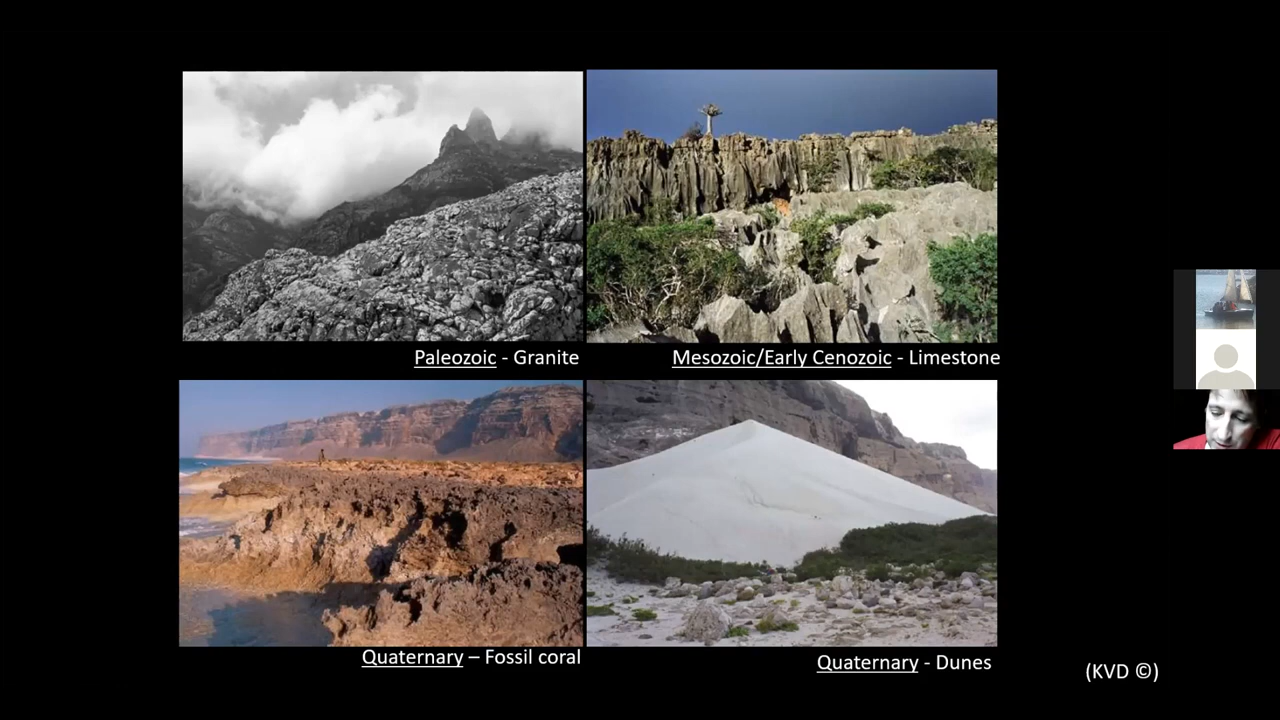 Paleozoic - Granite
Mesozoic/Early Cenozoic - Limestone
Quaternary – Fossil coral
Quaternary - Dunes
(KVD ©)